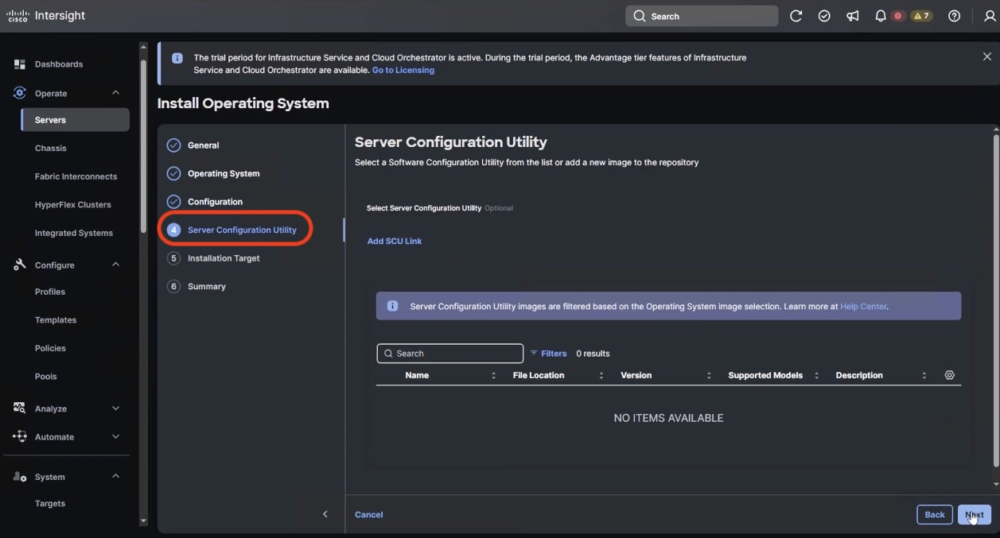 cisco Intersight
Search
7
Dashboards
Operate
Servers
Chassis
Fabric Interconnects
HyperFlex Clusters
Integrated Systems
Configure
Profiles
Templates
Policies
Pools
Analyze
Automate
System
Targets
The trial period for Infrastructure Service and Cloud Orchestrator is active. During the trial period, the Advantage tier features of Infrastructure
Service and Cloud Orchestrator are available. Go to Licensing
Install Operating System
General
Operating System
Configuration
4 Server Configuration Utility
5 Installation Target
6 Summary
Server Configuration Utility
Select a Software Configuration Utility from the list or add a new image to the repository
Select Server Configuration Utility Optional
Add SCU Link
Server Configuration Utility images are filtered based on the Operating System image selection. Learn more at Help Center.
Search Filters 0 results
Name File Location Version Supported Models Description
NO ITEMS AVAILABLE
Cancel Back Next